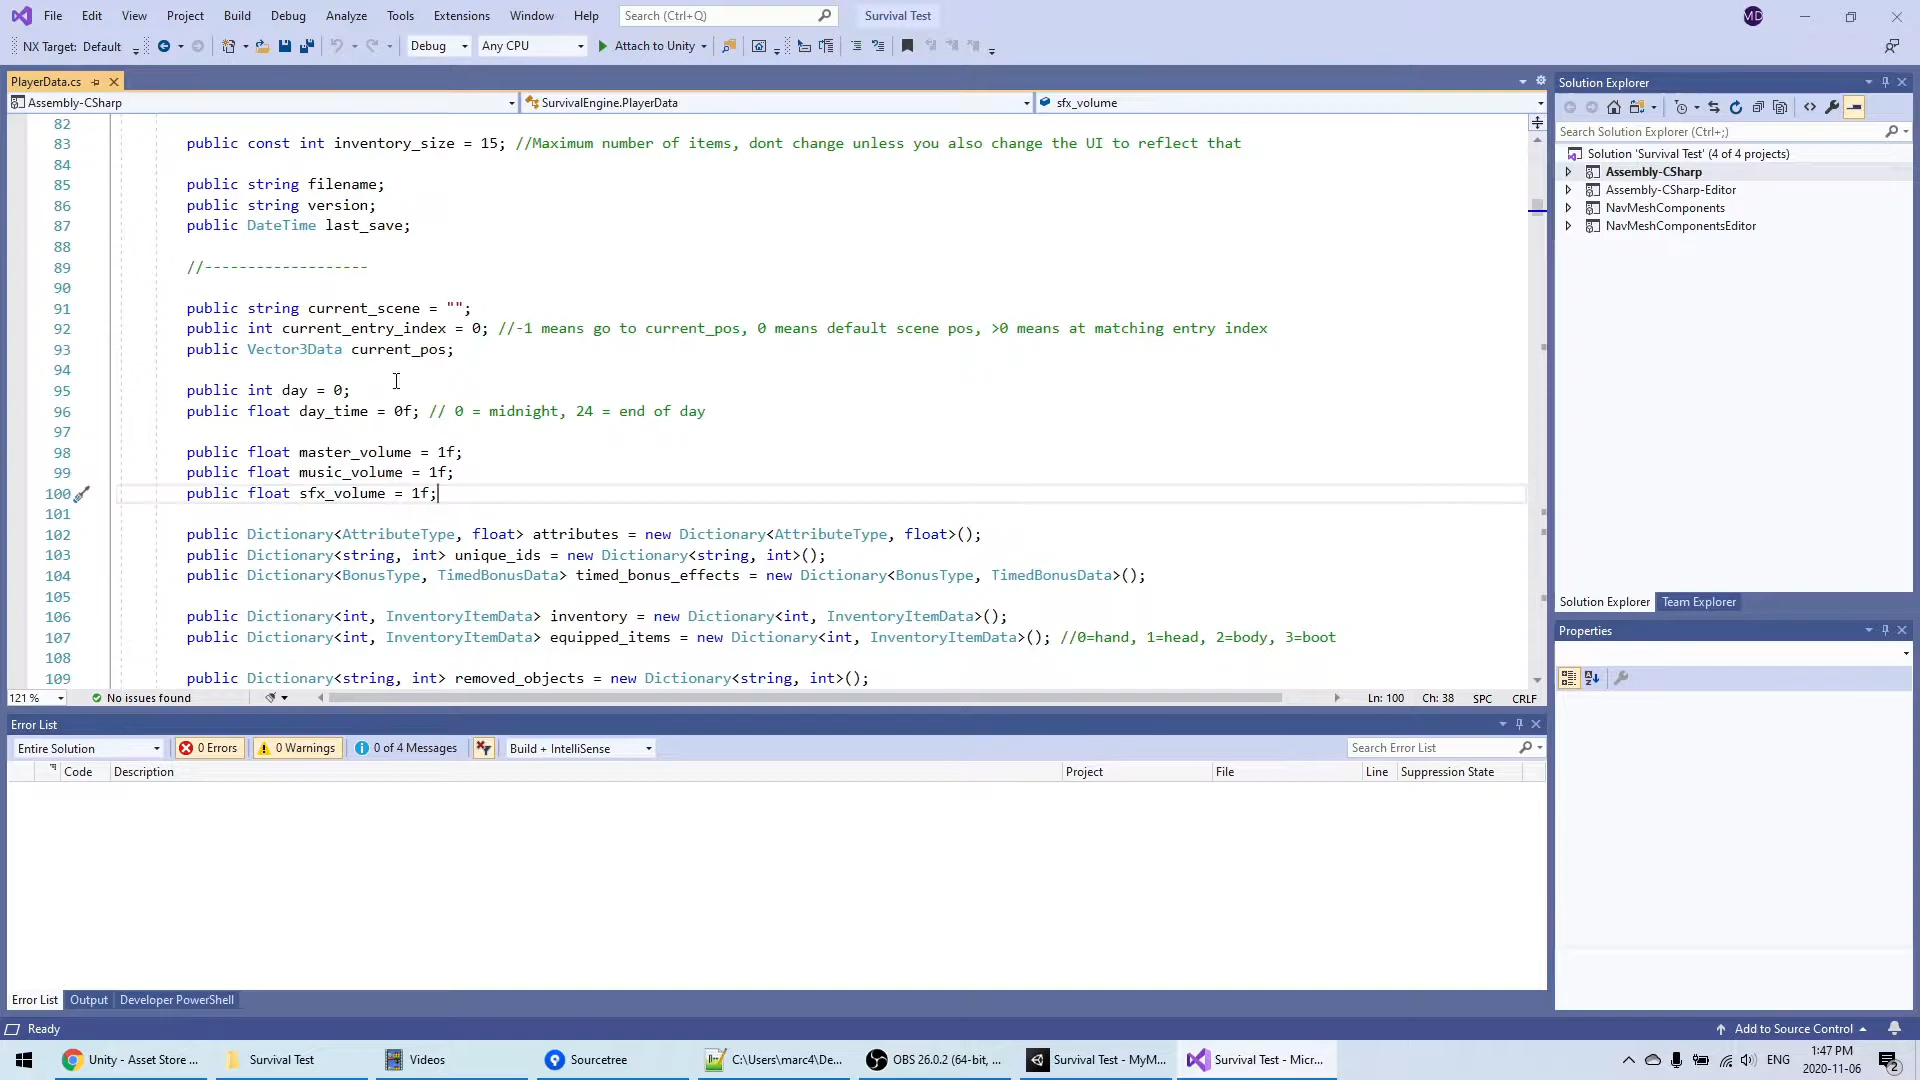 File Edit View Project Build Debug Analyze Tools Extensions Window Help Search (Ctrl+Q) Survival Test MD
NX Target: Default Debug Any CPU Attach to Unity
PlayerData.cs
Assembly-CSharp SurvivalEngine.PlayerData sfx_volume
82
83 public const int inventory_size = 15; //Maximum number of items, dont change unless you also change the UI to reflect that
84
85 public string filename;
86 public string version;
87 public DateTime last_save;
88
89 //-------------------
90
91 public string current_scene = "";
92 public int current_entry_index = 0; //-1 means go to current_pos, 0 means default scene pos, >0 means at matching entry index
93 public Vector3Data current_pos;
94
95 public int day = 0;
96 public float day_time = 0f; // 0 = midnight, 24 = end of day
97
98 public float master_volume = 1f;
99 public float music_volume = 1f;
100 public float sfx_volume = 1f;
101
102 public Dictionary<AttributeType, float> attributes = new Dictionary<AttributeType, float>();
103 public Dictionary<string, int> unique_ids = new Dictionary<string, int>();
104 public Dictionary<BonusType, TimedBonusData> timed_bonus_effects = new Dictionary<BonusType, TimedBonusData>();
105
106 public Dictionary<int, InventoryItemData> inventory = new Dictionary<int, InventoryItemData>();
107 public Dictionary<int, InventoryItemData> equipped_items = new Dictionary<int, InventoryItemData>(); //0=hand, 1=head, 2=body, 3=boot
108
109 public Dictionary<string, int> removed_objects = new Dictionary<string, int>();
121 % No issues found Ln: 100 Ch: 38 SPC CRLF
Error List
Entire Solution 0 Errors 0 Warnings 0 of 4 Messages Build + IntelliSense Search Error List
Code Description Project File Line Suppression State
Error List Output Developer PowerShell
Solution Explorer
Search Solution Explorer (Ctrl+;)
Solution 'Survival Test' (4 of 4 projects)
Assembly-CSharp
Assembly-CSharp-Editor
NavMeshComponents
NavMeshComponentsEditor
Solution Explorer Team Explorer
Properties
Ready Add to Source Control
Unity - Asset Store ... Survival Test Videos Sourcetree C:\Users\marc4\De... OBS 26.0.2 (64-bit, ... Survival Test - MyM... Survival Test - Micr... ENG 1:47 PM
2020-11-06 2